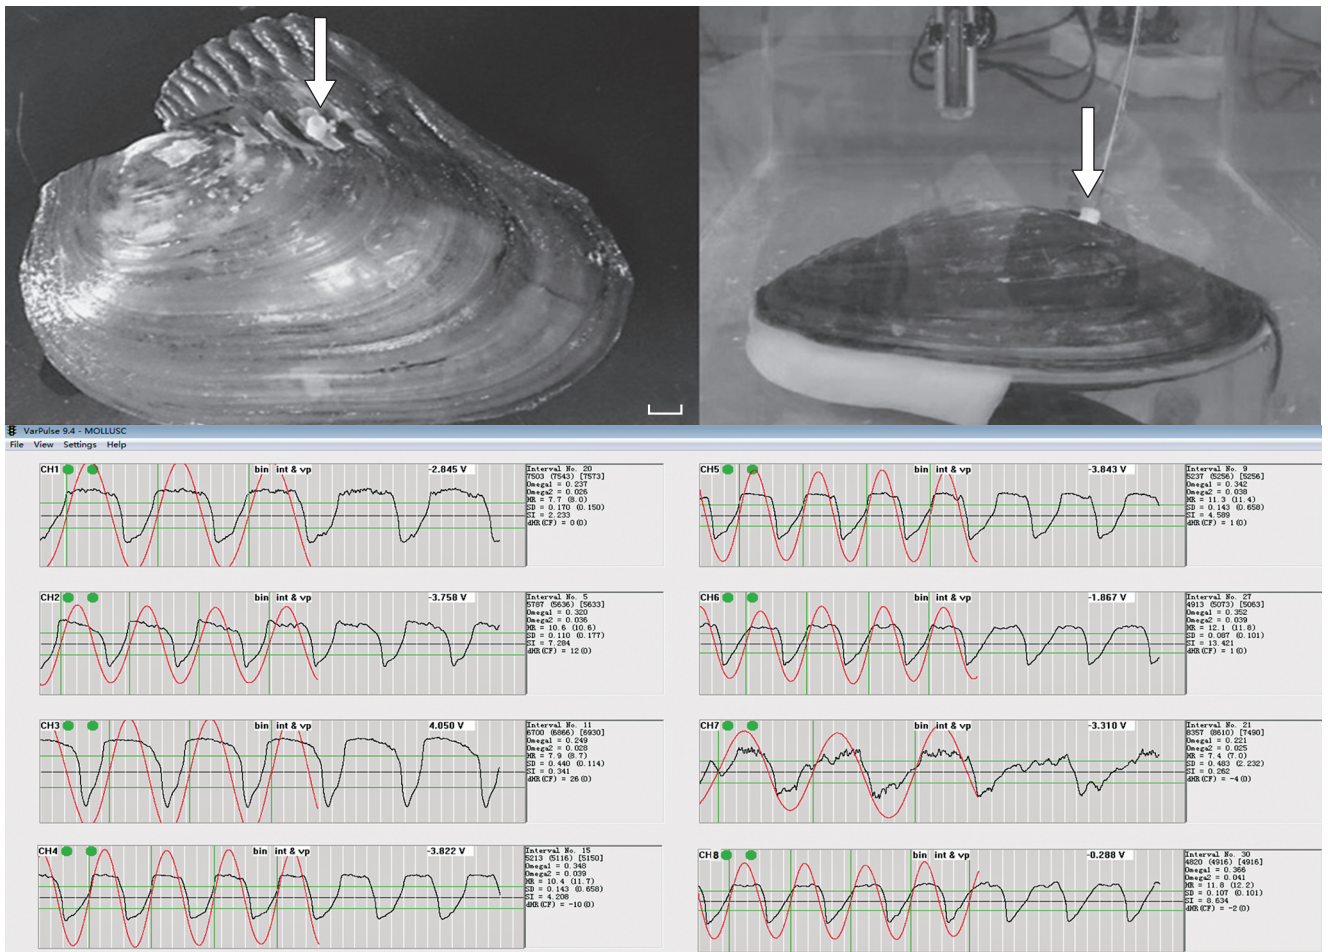 VarPulse 9.4 - MOLLUSC
File View Settings Help
CH1 bin int & vp -2.845 V
Interval No. 20
7503 (7543) [7573]
Omega1 = 0.237
Omega2 = 0.026
HR = 7.7 (8.0)
SD = 0.170 (0.150)
SI = 2.233
dHR(CF) = 0(0)
CH5 bin int & vp -3.843 V
Interval No. 9
5237 (5256) [5256]
Omega1 = 0.342
Omega2 = 0.038
HR = 11.3 (11.4)
SD = 0.143 (0.658)
SI = 4.589
dHR(CF) = 1(0)
CH2 bin int & vp -3.758 V
Interval No. 5
5787 (5636) [5633]
Omega1 = 0.320
Omega2 = 0.036
HR = 10.6 (10.6)
SD = 0.110 (0.177)
SI = 7.284
dHR(CF) = 12(0)
CH6 bin int & vp -1.867 V
Interval No. 27
4913 (5073) [5063]
Omega1 = 0.352
Omega2 = 0.039
HR = 12.1 (11.8)
SD = 0.087 (0.101)
SI = 13.421
dHR(CF) = 1(0)
CH3 bin int & vp 4.050 V
Interval No. 11
6700 (6866) [6930]
Omega1 = 0.249
Omega2 = 0.028
HR = 7.9 (8.7)
SD = 0.440 (0.114)
SI = 0.341
dHR(CF) = 26(0)
CH7 bin int & vp -3.310 V
Interval No. 21
8357 (8610) [7490]
Omega1 = 0.221
Omega2 = 0.025
HR = 7.4 (7.0)
SD = 0.483 (2.232)
SI = 0.262
dHR(CF) = -4(0)
CH4 bin int & vp -3.822 V
Interval No. 15
5213 (5116) [5150]
Omega1 = 0.348
Omega2 = 0.039
HR = 10.4 (11.7)
SD = 0.143 (0.658)
SI = 4.208
dHR(CF) = -10(0)
CH8 bin int & vp -0.288 V
Interval No. 30
4820 (4916) [4916]
Omega1 = 0.366
Omega2 = 0.041
HR = 11.8 (12.2)
SD = 0.107 (0.101)
SI = 8.634
dHR(CF) = -2(0)